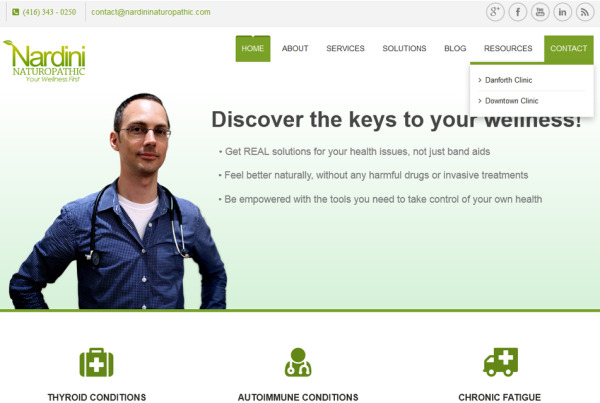 (416) 343 - 0250
contact@nardininaturopathic.com
Nardini
NATUROPATHIC
Your Wellness First
HOME ABOUT SERVICES SOLUTIONS BLOG RESOURCES CONTACT
> Danforth Clinic
> Downtown Clinic
Discover the keys to your wellness!
• Get REAL solutions for your health issues, not just band aids
• Feel better naturally, without any harmful drugs or invasive treatments
• Be empowered with the tools you need to take control of your own health
THYROID CONDITIONS
AUTOIMMUNE CONDITIONS
CHRONIC FATIGUE